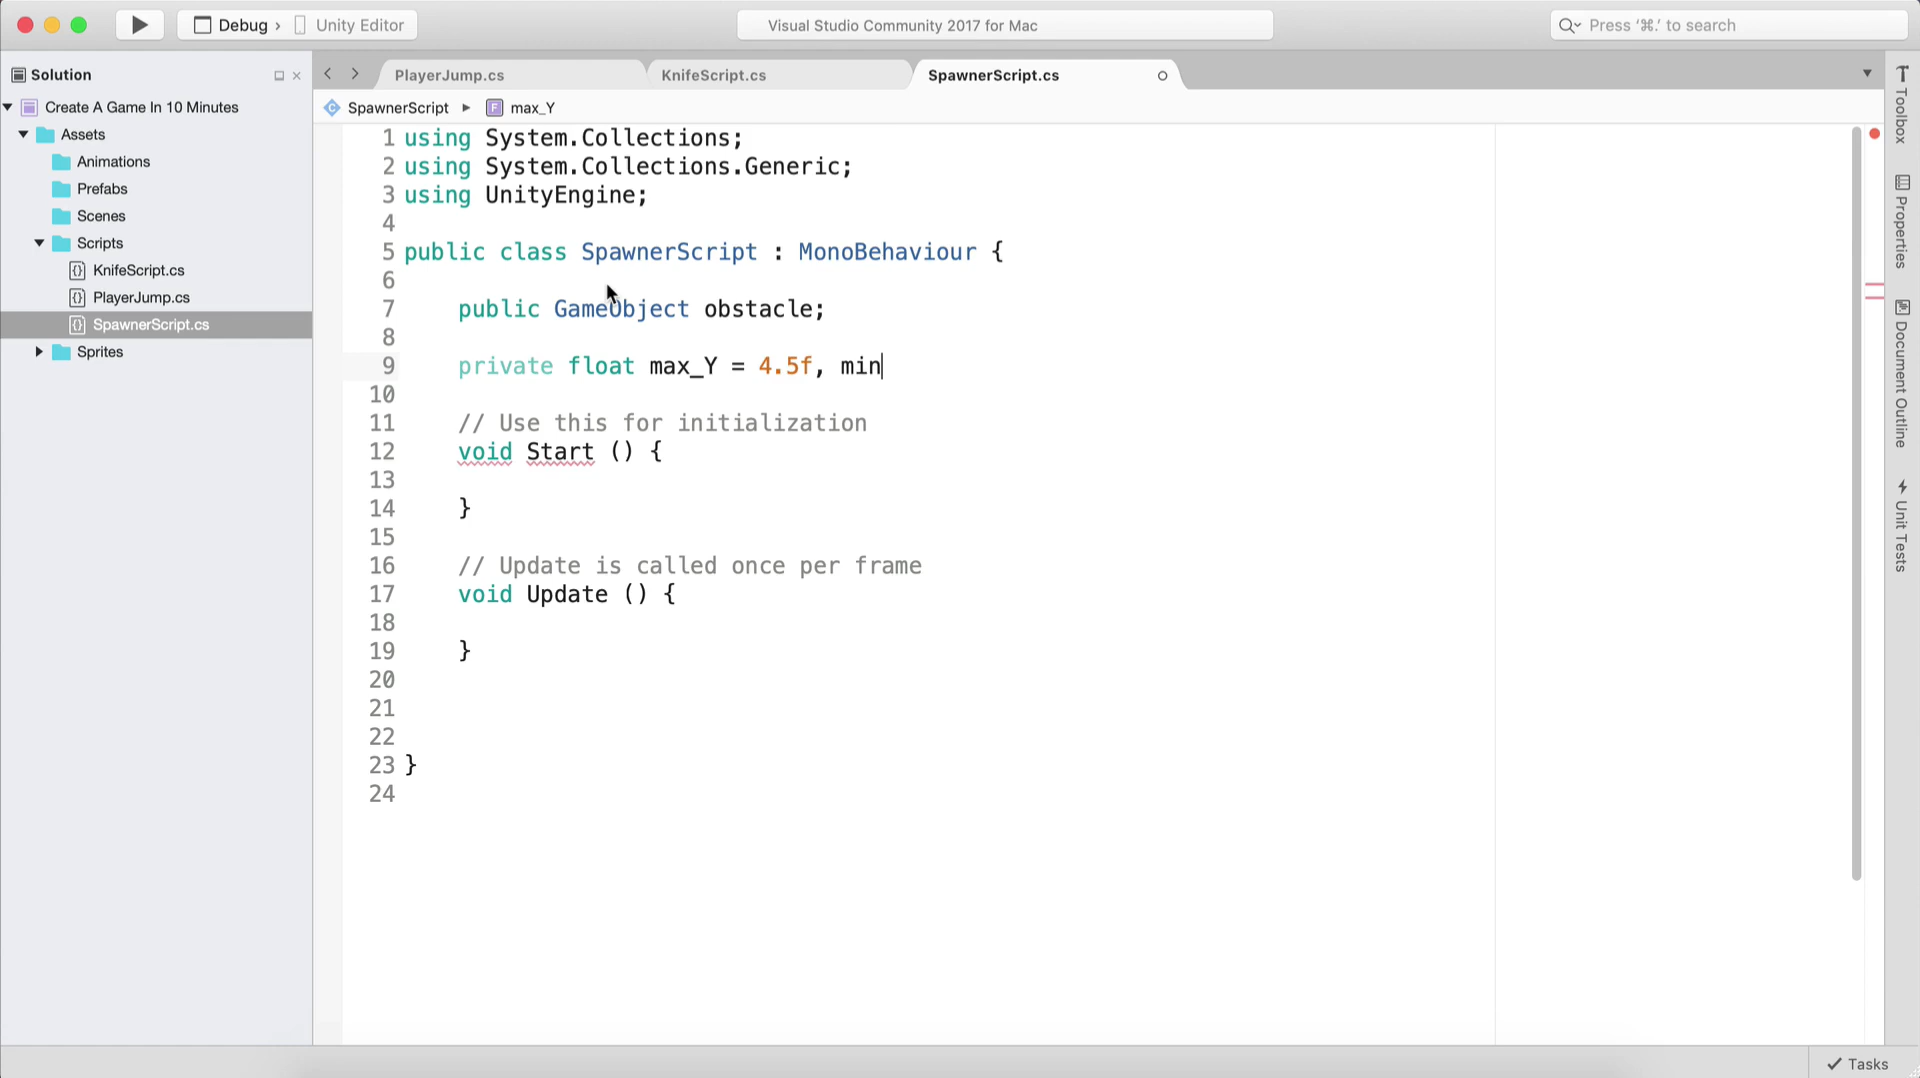 Debug › Unity Editor
Visual Studio Community 2017 for Mac
Press ‘⌘.’ to search
Solution
Create A Game In 10 Minutes
Assets
Animations
Prefabs
Scenes
Scripts
KnifeScript.cs
PlayerJump.cs
SpawnerScript.cs
Sprites
PlayerJump.cs
KnifeScript.cs
SpawnerScript.cs
C SpawnerScript F max_Y
1 using System.Collections;
2 using System.Collections.Generic;
3 using UnityEngine;
4
5 public class SpawnerScript : MonoBehaviour {
6
7 public GameObject obstacle;
8
9 private float max_Y = 4.5f, min
10
11 // Use this for initialization
12 void Start () {
13
14 }
15
16 // Update is called once per frame
17 void Update () {
18
19 }
20
21
22
23 }
24
Toolbox
Properties
Document Outline
Unit Tests
Tasks